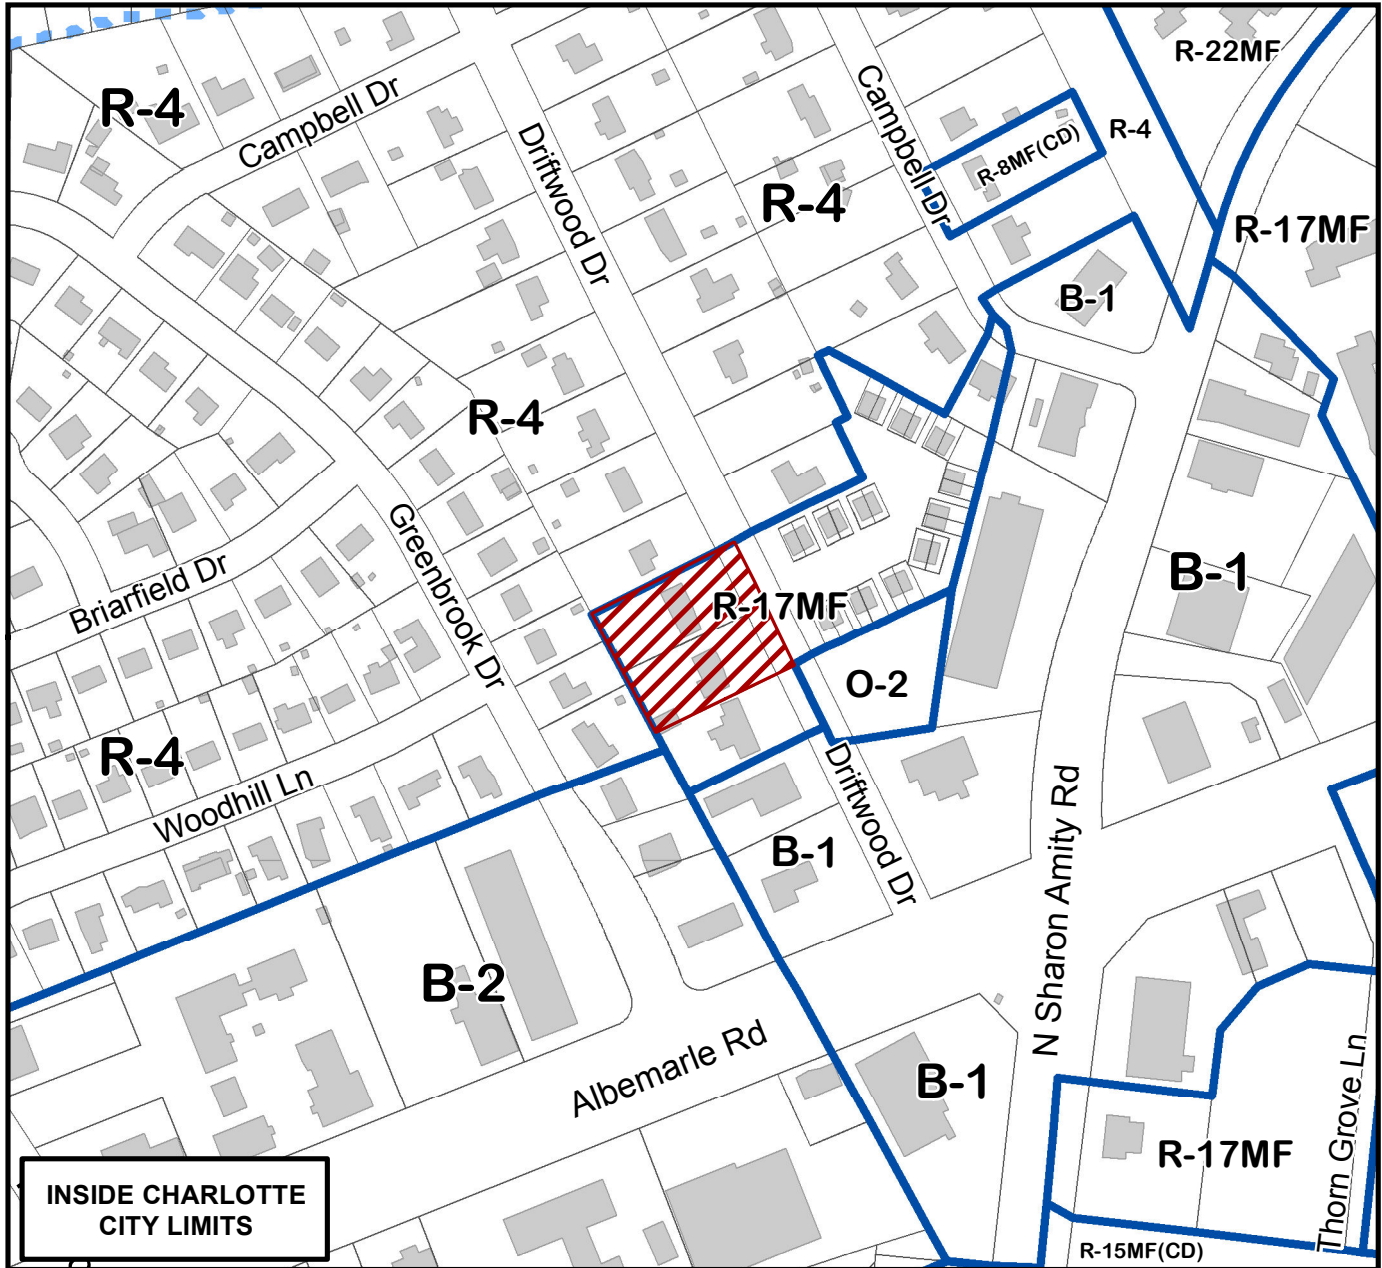 R-22MF
R-4
Campbell Dr
Campbell Dr
Driftwood Dr
R-4
R-8MF(CD)
R-4
R-17MF
B-1
R-4
Greenbrook Dr
Briarfield Dr
B-1
R-17MF
O-2
R-4
Woodhill Ln
Driftwood Dr
B-1
N Sharon Amity Rd
B-2
Albemarle Rd
B-1
R-17MF
Thorn Grove Ln
INSIDE CHARLOTTE
CITY LIMITS
R-15MF(CD)